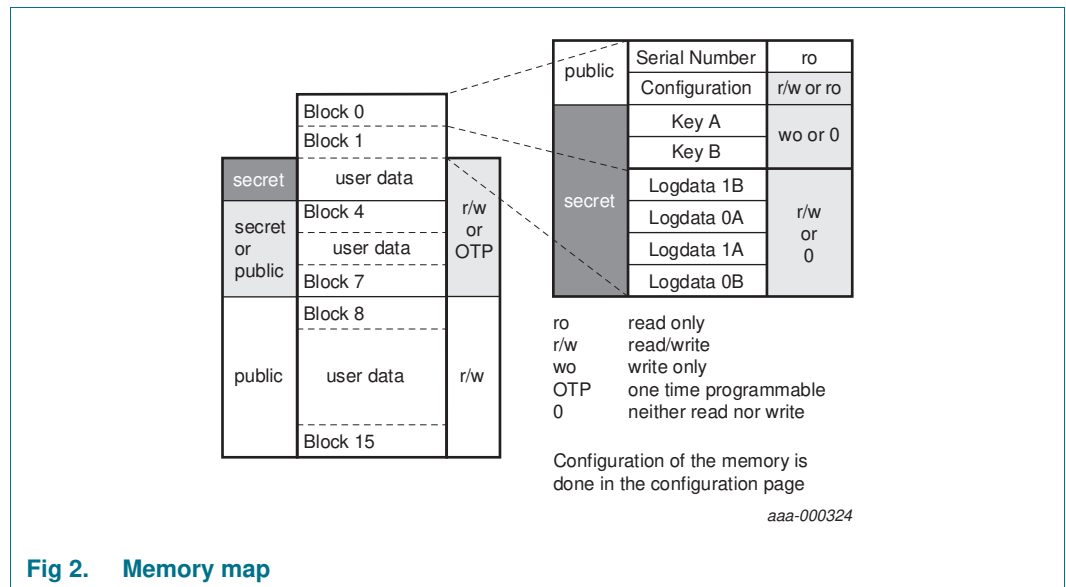 Block 0
Block 1
secret
user data
r/w
or
OTP
secret
or
public
Block 4
user data
Block 7
public
Block 8
user data
Block 15
r/w
public
Serial Number
ro
Configuration
r/w or ro
secret
Key A
Key B
wo or 0
Logdata 1B
Logdata 0A
Logdata 1A
Logdata 0B
r/w
or
0
ro read only
r/w read/write
wo write only
OTP one time programmable
0 neither read nor write
Configuration of the memory is
done in the configuration page
aaa-000324
Fig 2. Memory map